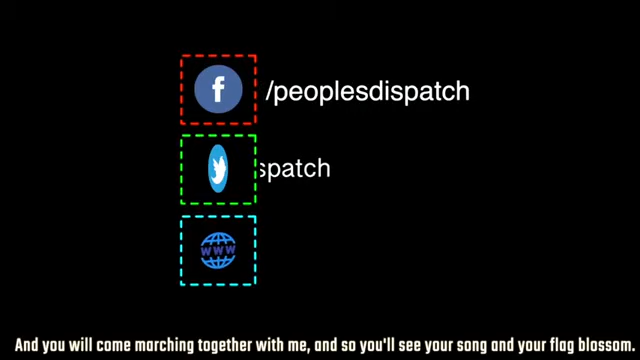 f /peoplesdispatch
spatch
WWW
And you will come marching together with me, and so you'll see your song and your flag blossom.